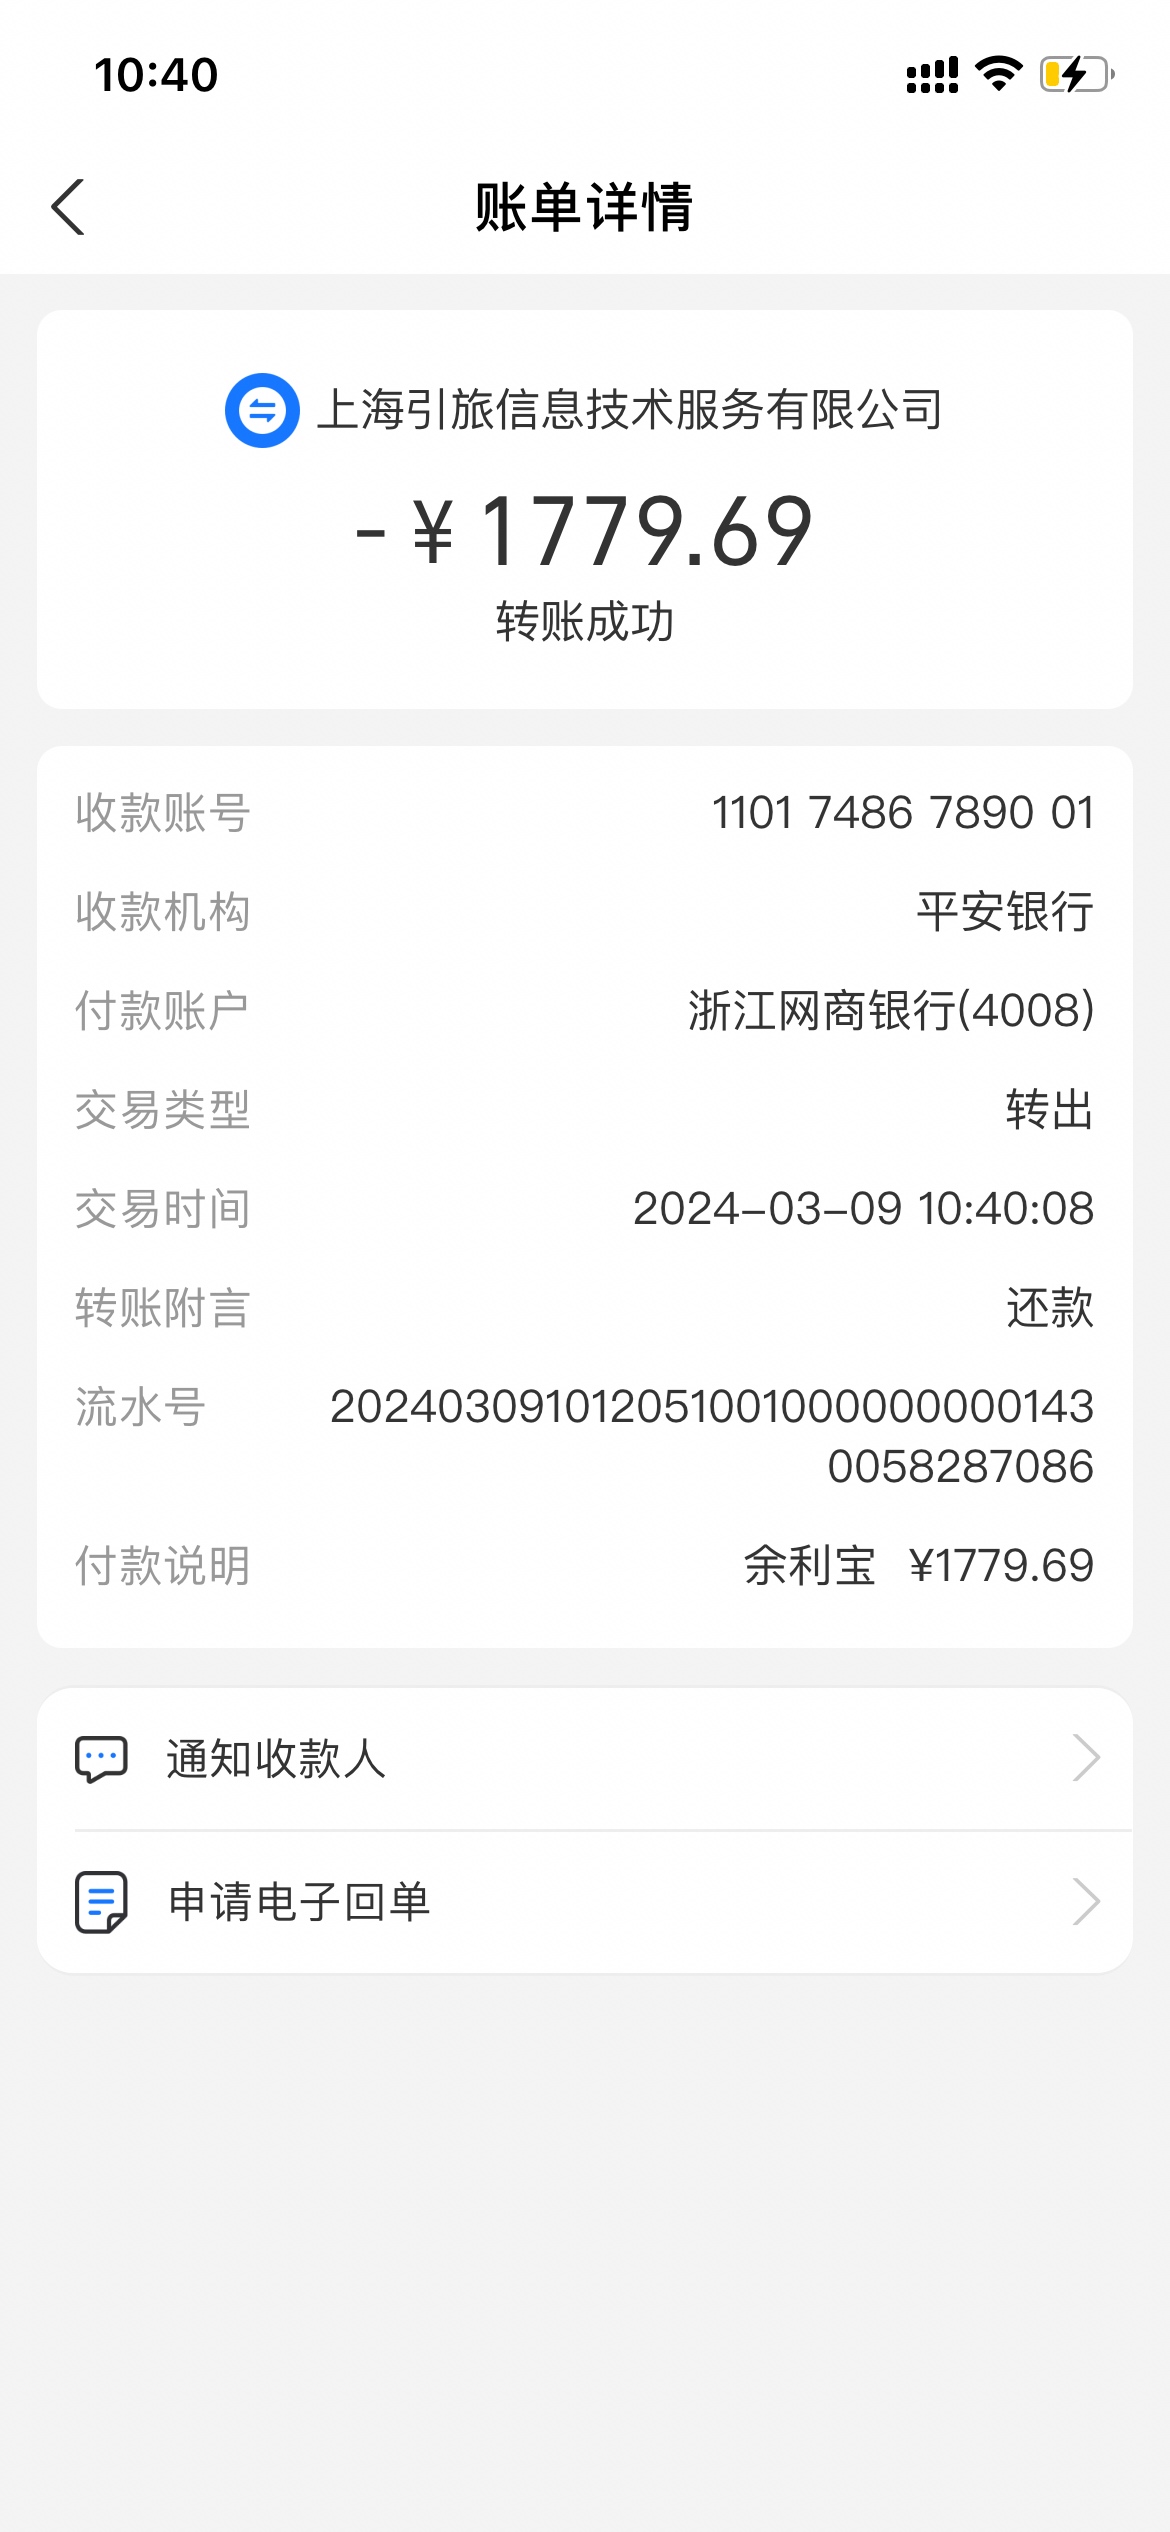 10:40
账单详情
上海引旅信息技术服务有限公司
-¥1779.69
转账成功
收款账号 1101 7486 7890 01
收款机构 平安银行
付款账户 浙江网商银行(4008)
交易类型 转出
交易时间 2024-03-09 10:40:08
转账附言 还款
流水号 202403091012051001000000000143
0058287086
付款说明 余利宝 ¥1779.69
通知收款人
申请电子回单